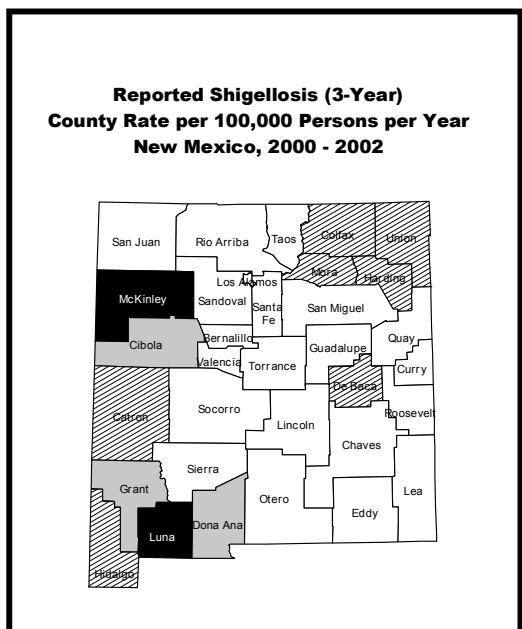 Reported Shigellosis (3-Year)
County Rate per 100,000 Persons per Year
New Mexico, 2000 - 2002
San Juan
Rio Arriba
Taos
Colfax
Union
Los Alamos
Mora
Harding
McKinley
Sandoval
Santa
Fe
San Miguel
Cibola
Bernalillo
Valencia
Torrance
Guadalupe
Quay
Curry
De Baca
Catron
Socorro
Lincoln
Roosevelt
Chaves
Sierra
Grant
Otero
Lea
Luna
Dona Ana
Eddy
Hidalgo